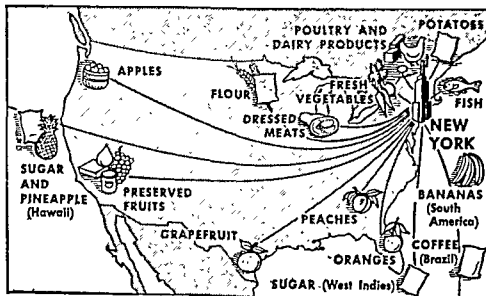 POTATOES
POULTRY AND
DAIRY PRODUCTS
APPLES
FLOUR
FRESH
VEGETABLES
FISH
DRESSED
MEATS
NEW
YORK
SUGAR
AND
PINEAPPLE
(Hawaii)
PRESERVED
FRUITS
BANANAS
(South
America)
PEACHES
GRAPEFRUIT
ORANGES
COFFEE
(Brazil)
SUGAR (West Indies)